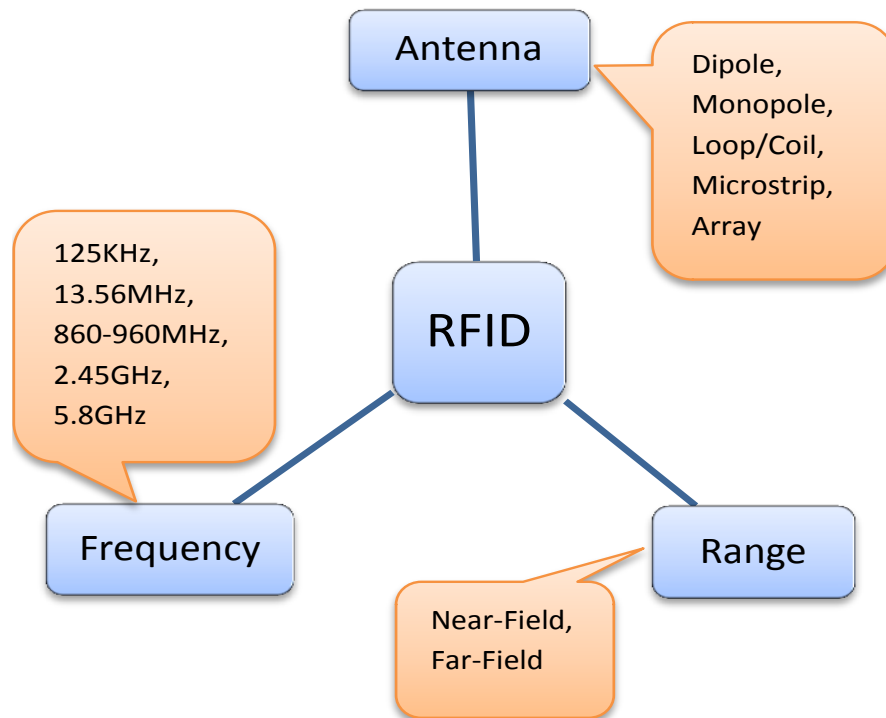 Antenna
Dipole,
Monopole,
Loop/Coil,
Microstrip,
Array
125KHz,
13.56MHz,
860-960MHz,
2.45GHz,
5.8GHz
RFID
Frequency
Range
Near-Field,
Far-Field